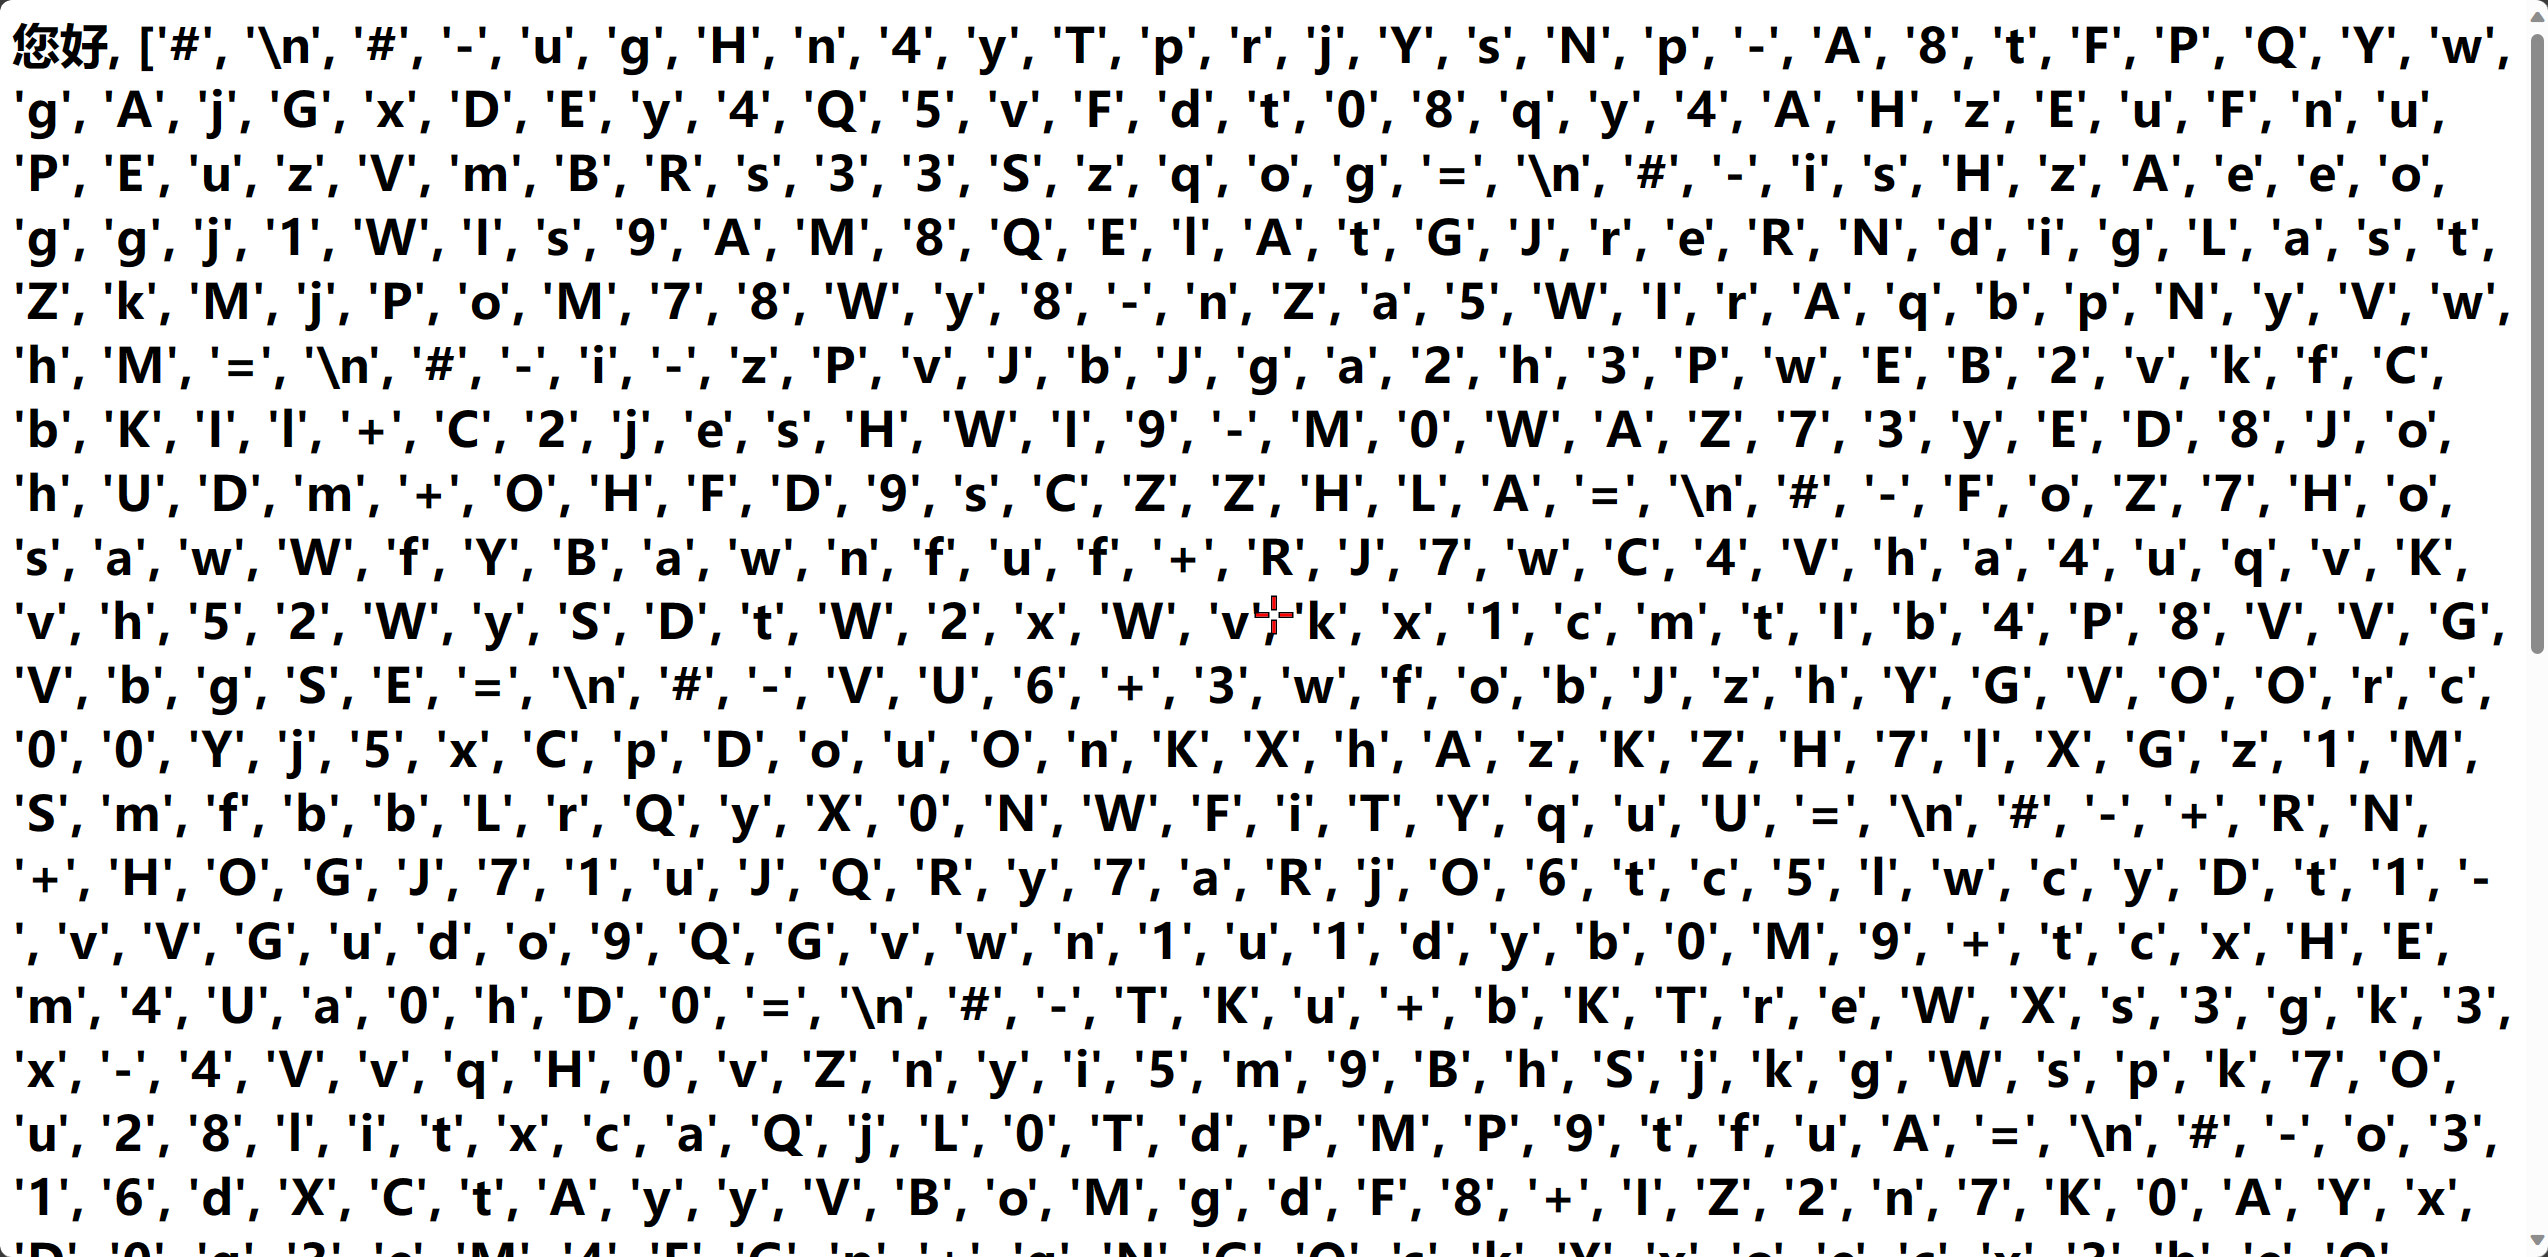 您好, ['#', '\n', '#', '-', 'u', 'g', 'H', 'n', '4', 'y', 'T', 'p', 'r', 'j', 'Y', 's', 'N', 'p', '-', 'A', '8', 't', 'F', 'P', 'Q', 'Y', 'w',
'g', 'A', 'j', 'G', 'x', 'D', 'E', 'y', '4', 'Q', '5', 'v', 'F', 'd', 't', '0', '8', 'q', 'y', '4', 'A', 'H', 'z', 'E', 'u', 'F', 'n', 'u',
'P', 'E', 'u', 'z', 'V', 'm', 'B', 'R', 's', '3', '3', 'S', 'z', 'q', 'o', 'g', '=', '\n', '#', '-', 'i', 's', 'H', 'z', 'A', 'e', 'e', 'o',
'g', 'g', 'j', '1', 'W', 'I', 's', '9', 'A', 'M', '8', 'Q', 'E', 'l', 'A', 't', 'G', 'J', 'r', 'e', 'R', 'N', 'd', 'i', 'g', 'L', 'a', 's', 't',
'Z', 'k', 'M', 'j', 'P', 'o', 'M', '7', '8', 'W', 'y', '8', '-', 'n', 'Z', 'a', '5', 'W', 'I', 'r', 'A', 'q', 'b', 'p', 'N', 'y', 'V', 'w',
'h', 'M', '=', '\n', '#', '-', 'i', '-', 'z', 'P', 'v', 'J', 'b', 'J', 'g', 'a', '2', 'h', '3', 'P', 'w', 'E', 'B', '2', 'v', 'k', 'f', 'C',
'b', 'K', 'I', 'l', '+', 'C', '2', 'j', 'e', 's', 'H', 'W', 'I', '9', '-', 'M', '0', 'W', 'A', 'Z', '7', '3', 'y', 'E', 'D', '8', 'J', 'o',
'h', 'U', 'D', 'm', '+', 'O', 'H', 'F', 'D', '9', 's', 'C', 'Z', 'Z', 'H', 'L', 'A', '=', '\n', '#', '-', 'F', 'o', 'Z', '7', 'H', 'o',
's', 'a', 'w', 'W', 'f', 'Y', 'B', 'a', 'w', 'n', 'f', 'u', 'f', '+', 'R', 'J', '7', 'w', 'C', '4', 'V', 'h', 'a', '4', 'u', 'q', 'v', 'K',
'v', 'h', '5', '2', 'W', 'y', 'S', 'D', 't', 'W', '2', 'x', 'W', 'v', 'k', 'x', '1', 'c', 'm', 't', 'I', 'b', '4', 'P', '8', 'V', 'V', 'G',
'V', 'b', 'g', 'S', 'E', '=', '\n', '#', '-', 'V', 'U', '6', '+', '3', 'w', 'f', 'o', 'b', 'J', 'z', 'h', 'Y', 'G', 'V', 'O', 'O', 'r', 'c',
'0', '0', 'Y', 'j', '5', 'x', 'C', 'p', 'D', 'o', 'u', 'O', 'n', 'K', 'X', 'h', 'A', 'z', 'K', 'Z', 'H', '7', 'l', 'X', 'G', 'z', '1', 'M',
'S', 'm', 'f', 'b', 'b', 'L', 'r', 'Q', 'y', 'X', '0', 'N', 'W', 'F', 'i', 'T', 'Y', 'q', 'u', 'U', '=', '\n', '#', '-', '+', 'R', 'N',
'+', 'H', 'O', 'G', 'J', '7', '1', 'u', 'J', 'Q', 'R', 'y', '7', 'a', 'R', 'j', 'O', '6', 't', 'c', '5', 'l', 'w', 'c', 'y', 'D', 't', '1', '-
', 'v', 'V', 'G', 'u', 'd', 'o', '9', 'Q', 'G', 'v', 'w', 'n', '1', 'u', '1', 'd', 'y', 'b', '0', 'M', '9', '+', 't', 'c', 'x', 'H', 'E',
'm', '4', 'U', 'a', '0', 'h', 'D', '0', '=', '\n', '#', '-', 'T', 'K', 'u', '+', 'b', 'K', 'T', 'r', 'e', 'W', 'X', 's', '3', 'g', 'k', '3',
'x', '-', '4', 'V', 'v', 'q', 'H', '0', 'v', 'Z', 'n', 'y', 'i', '5', 'm', '9', 'B', 'h', 'S', 'j', 'k', 'g', 'W', 's', 'p', 'k', '7', 'O',
'u', '2', '8', 'l', 'i', 't', 'x', 'c', 'a', 'Q', 'j', 'L', '0', 'T', 'd', 'P', 'M', 'P', '9', 't', 'f', 'u', 'A', '=', '\n', '#', '-', 'o', '3',
'1', '6', 'd', 'X', 'C', 't', 'A', 'y', 'y', 'V', 'B', 'o', 'M', 'g', 'd', 'F', '8', '+', 'I', 'Z', '2', 'n', '7', 'K', '0', 'A', 'Y', 'x',